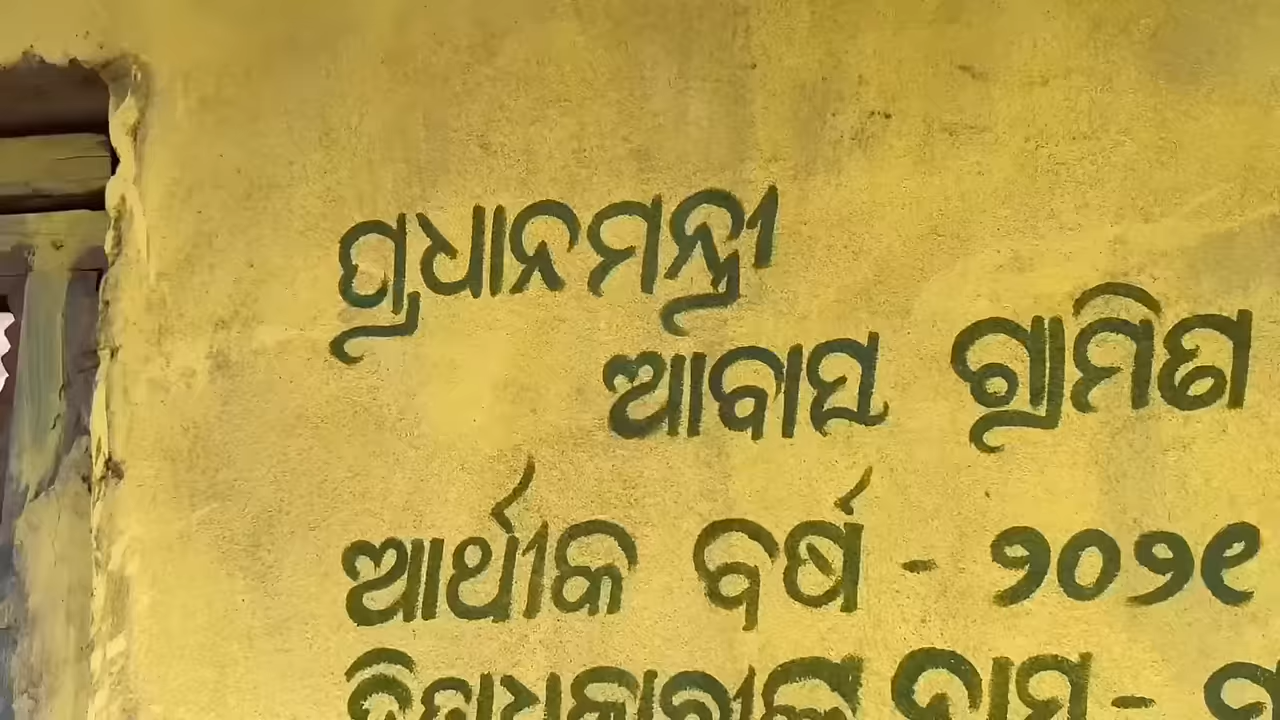 ପ୍ରଧାନମନ୍ତ୍ରୀ
ଆବାସ ଗ୍ରାମିଣ
ଆର୍ଥୀକ ବର୍ଷ - ୨୦୨୧
ହିତାଧିକାରୀଙ୍କ ନାମ -